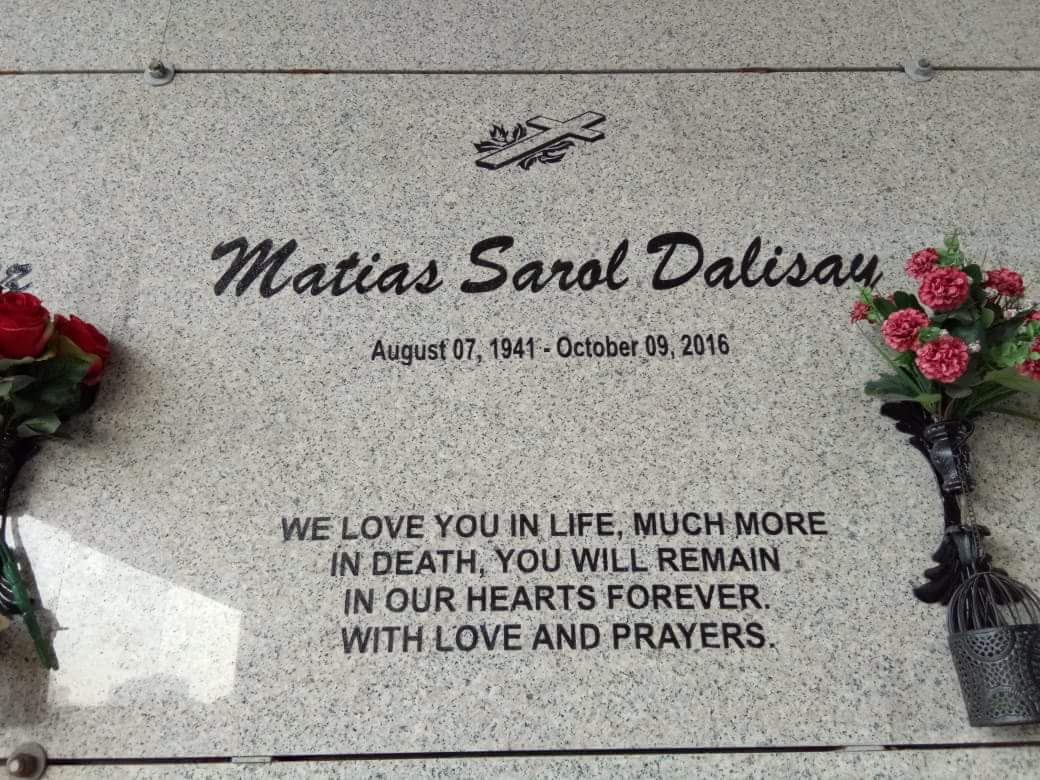 Matias Sarol Dalisay
August 07, 1941 - October 09, 2016
WE LOVE YOU IN LIFE, MUCH MORE
IN DEATH, YOU WILL REMAIN
IN OUR HEARTS FOREVER.
WITH LOVE AND PRAYERS.